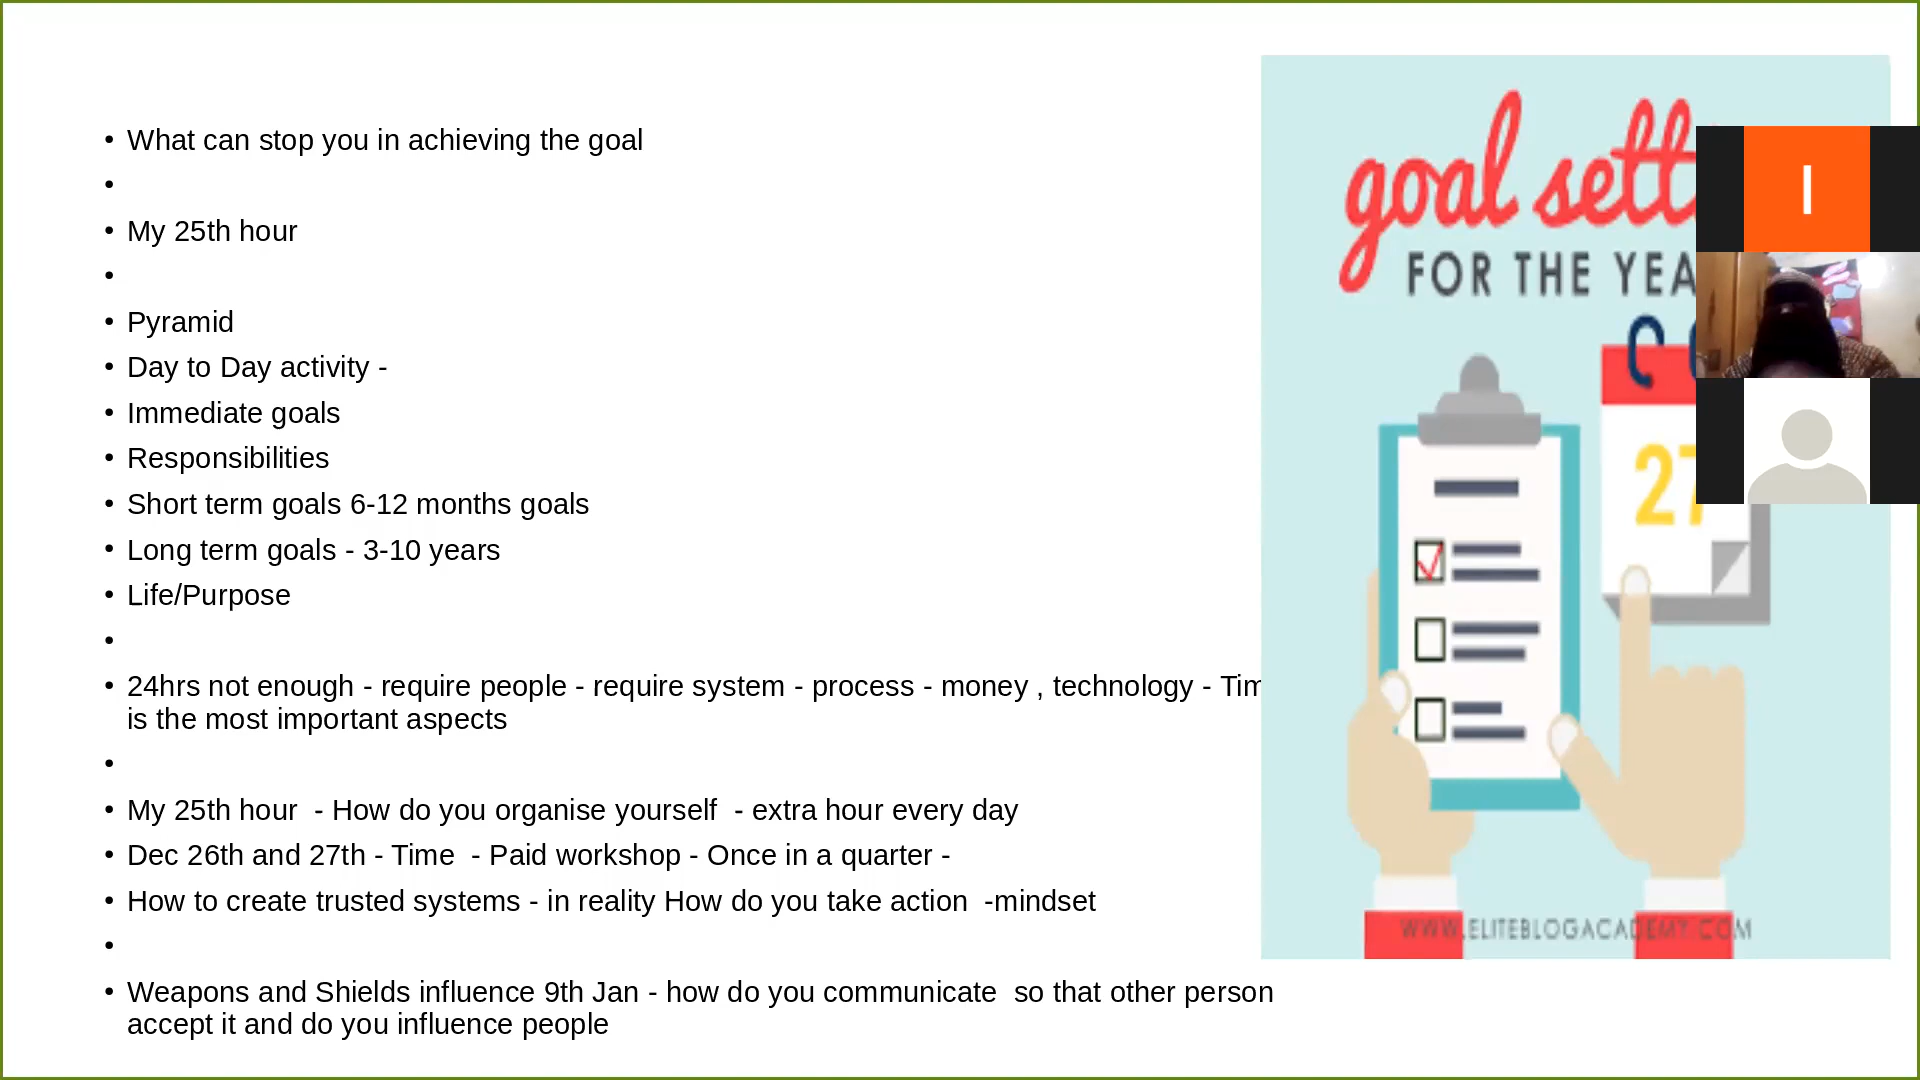 • What can stop you in achieving the goal
•
• My 25th hour
•
• Pyramid
• Day to Day activity -
• Immediate goals
• Responsibilities
• Short term goals 6-12 months goals
• Long term goals - 3-10 years
• Life/Purpose
•
• 24hrs not enough - require people - require system - process - money , technology -
is the most important aspects
•
• My 25th hour  - How do you organise yourself  - extra hour every day
• Dec 26th and 27th - Time  - Paid workshop - Once in a quarter -
• How to create trusted systems - in reality How do you take action  -mindset
•
• Weapons and Shields influence 9th Jan - how do you communicate  so that other person
accept it and do you influence people
goal
FOR THE
27
WWW.ELITEBLOGACADEMY.COM
I